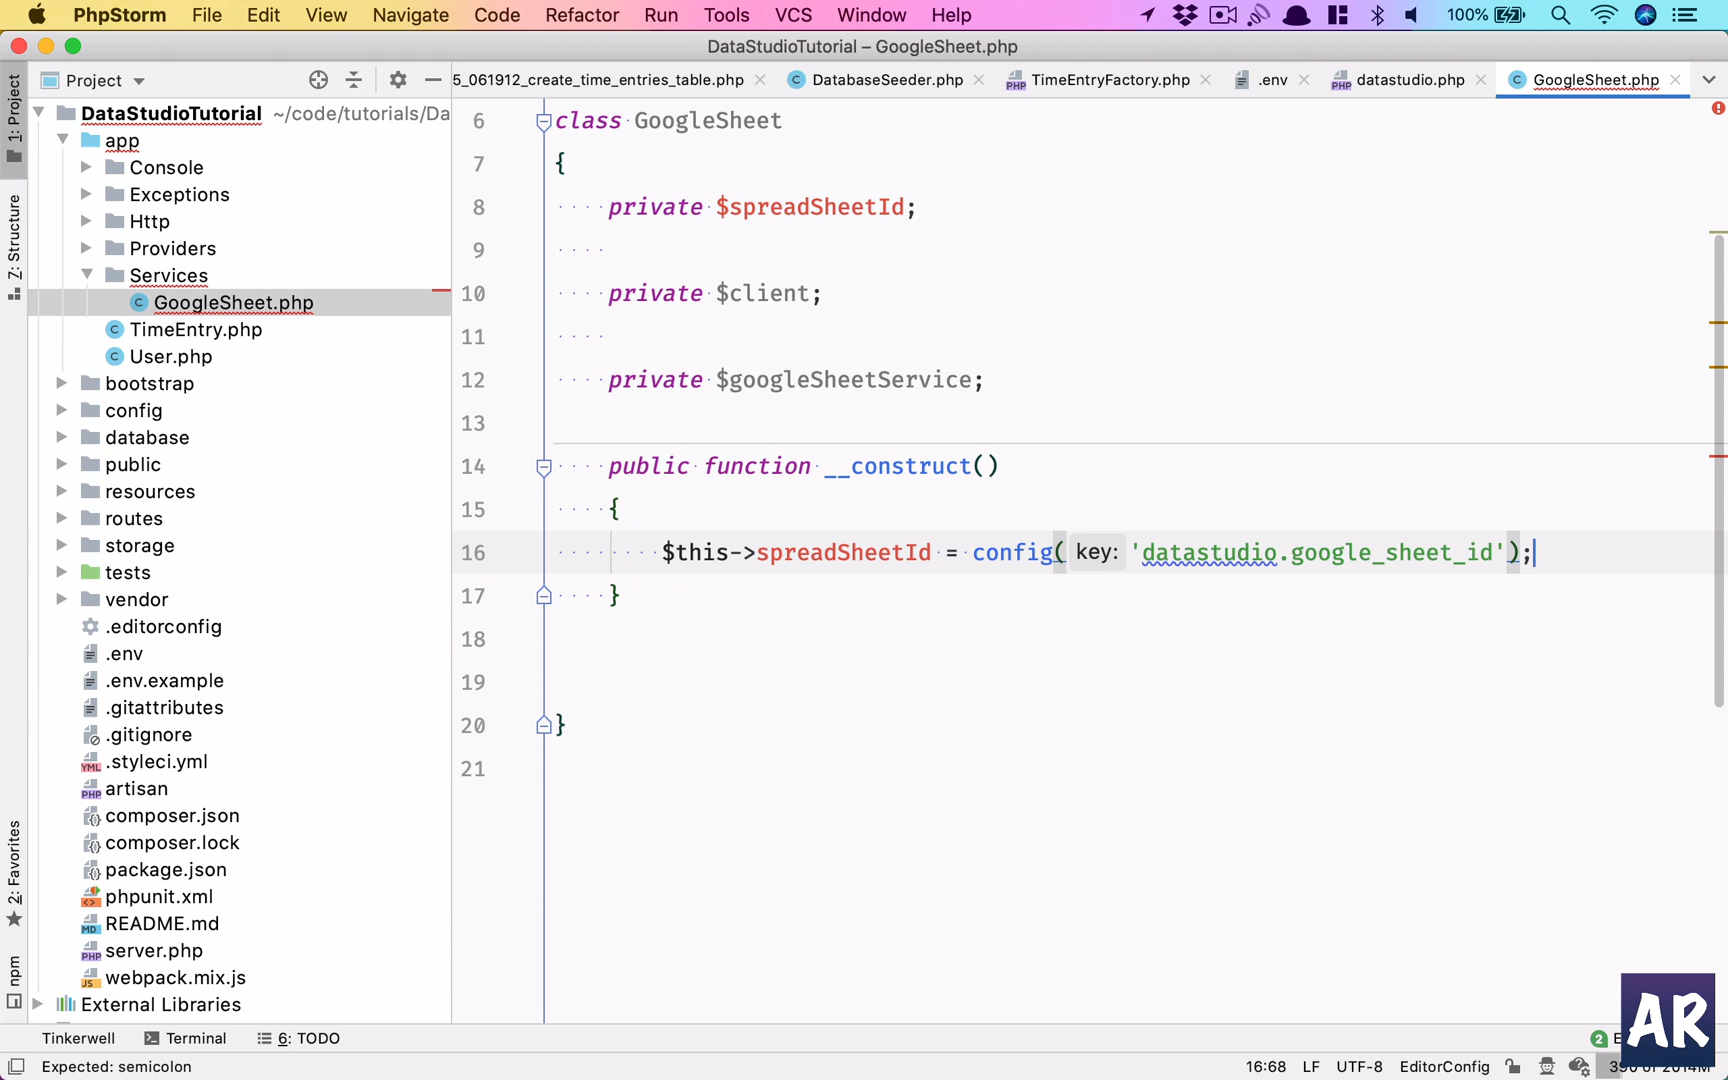 PhpStorm File Edit View Navigate Code Refactor Run Tools VCS Window Help 100%
DataStudioTutorial – GoogleSheet.php
Project
5_061912_create_time_entries_table.php DatabaseSeeder.php TimeEntryFactory.php .env datastudio.php GoogleSheet.php
1: Project
Z: Structure
2: Favorites
npm
DataStudioTutorial ~/code/tutorials/Da
app
Console
Exceptions
Http
Providers
Services
GoogleSheet.php
TimeEntry.php
User.php
bootstrap
config
database
public
resources
routes
storage
tests
vendor
.editorconfig
.env
.env.example
.gitattributes
.gitignore
.styleci.yml
artisan
composer.json
composer.lock
package.json
phpunit.xml
README.md
server.php
webpack.mix.js
External Libraries
6 class GoogleSheet
7 {
8 private $spreadSheetId;
9
10 private $client;
11
12 private $googleSheetService;
13
14 public function __construct()
15 {
16 $this->spreadSheetId = config( key: 'datastudio.google_sheet_id');
17 }
18
19
20 }
21
Tinkerwell Terminal 6: TODO 2
AR
Expected: semicolon 16:68 LF UTF-8 EditorConfig